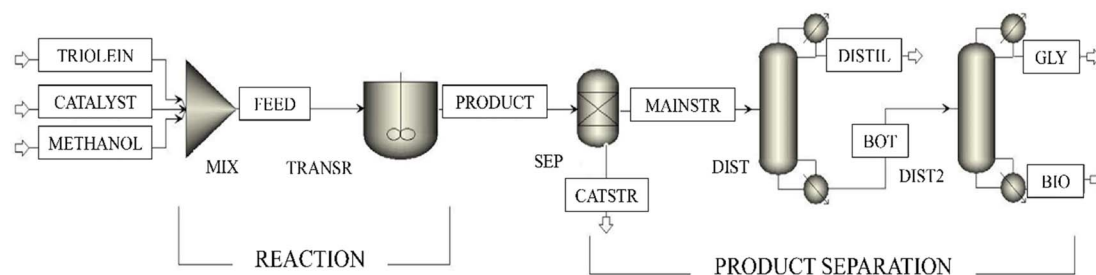 TRIOLEIN
CATALYST
METHANOL
MIX
FEED
TRANSR
PRODUCT
SEP
CATSTR
MAINSTR
DIST
DISTIL
BOT
DIST2
GLY
BIO
REACTION
PRODUCT SEPARATION